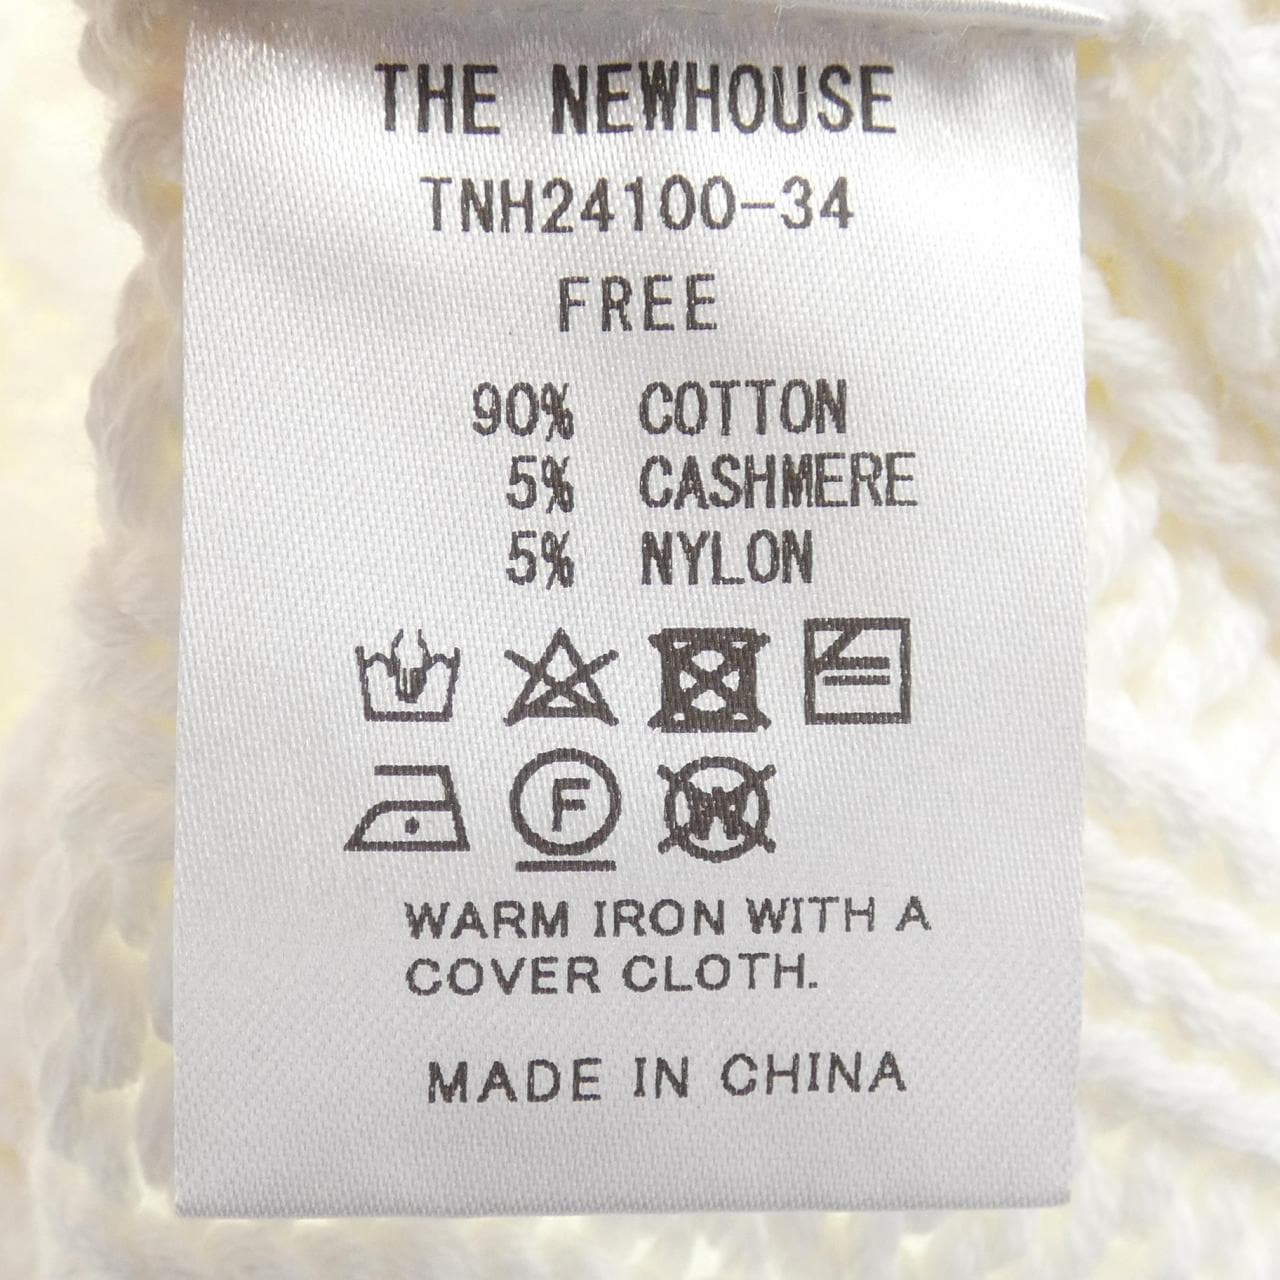 THE NEWHOUSE
TNH24100-34
FREE
90% COTTON
5% CASHMERE
5% NYLON
F W
WARM IRON WITH A
COVER CLOTH.
MADE IN CHINA